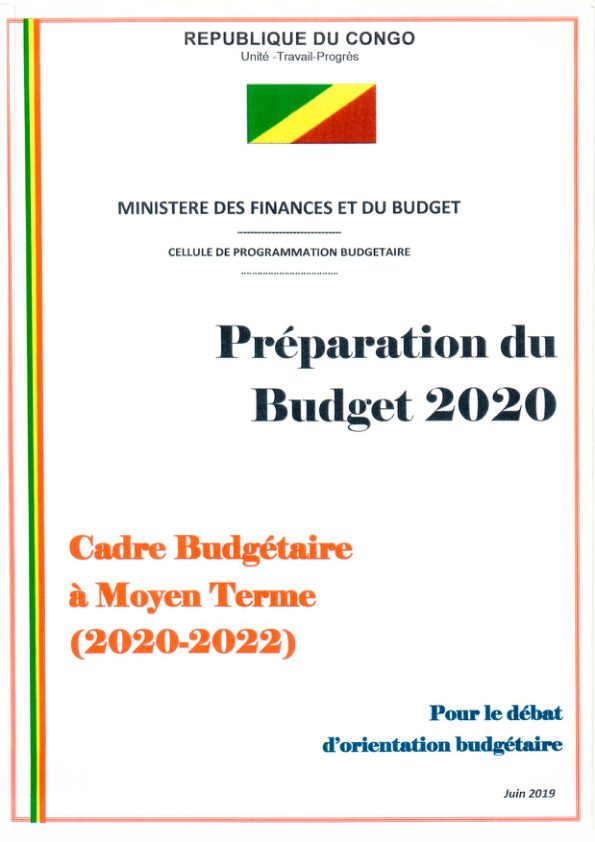 REPUBLIQUE DU CONGO
Unité -Travail-Progrès
MINISTERE DES FINANCES ET DU BUDGET
CELLULE DE PROGRAMMATION BUDGETAIRE
Préparation du
Budget 2020
Cadre Budgétaire
à Moyen Terme
(2020-2022)
Pour le débat
d'orientation budgétaire
Juin 2019